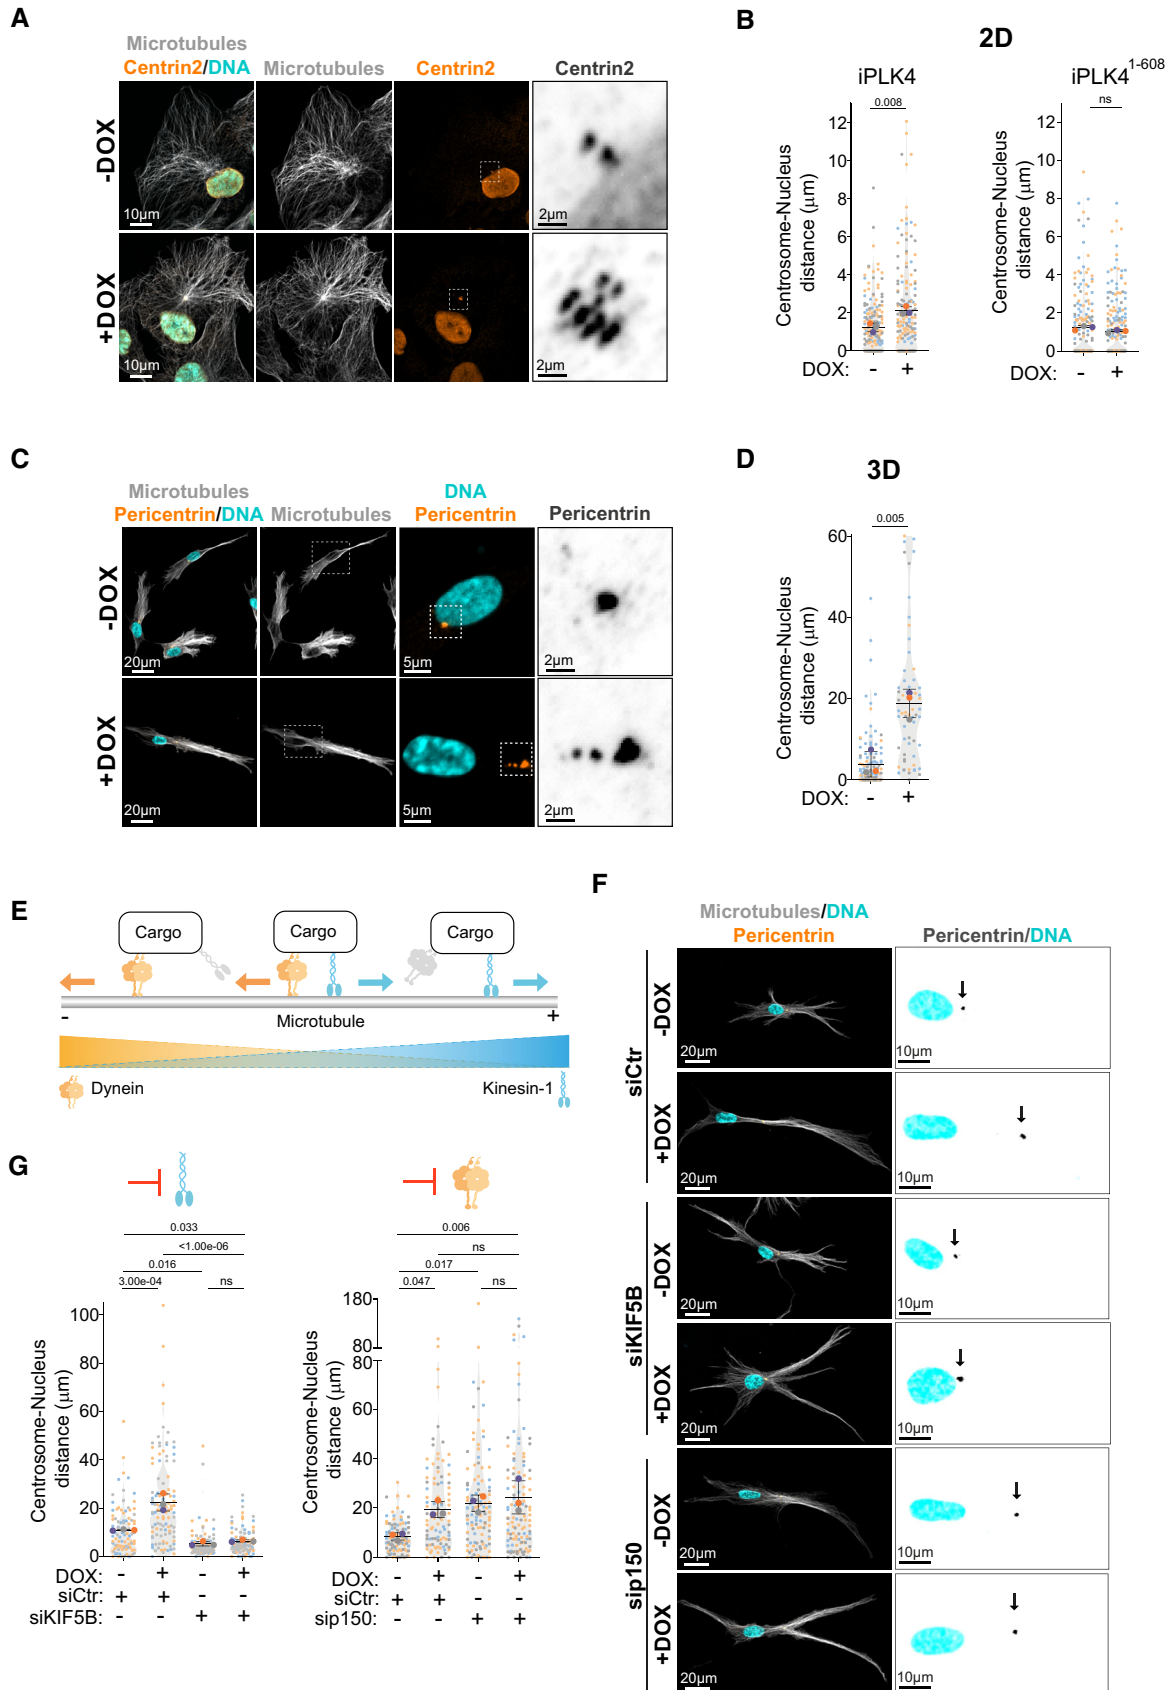 A
Microtubules
Centrin2/DNA
Microtubules
Centrin2
Centrin2
-DOX
10µm
2µm
+DOX
10µm
2µm
B
2D
iPLK4
iPLK4 1-608
0.008
ns
Centrosome-Nucleus
distance (µm)
12
10
8
6
4
2
0
DOX: - +
Centrosome-Nucleus
distance (µm)
12
10
8
6
4
2
0
DOX: - +
C
Microtubules
Pericentrin/DNA
Microtubules
DNA
Pericentrin
Pericentrin
-DOX
20µm
5µm
2µm
+DOX
20µm
5µm
2µm
D
3D
0.005
Centrosome-Nucleus
distance (µm)
60
40
20
0
DOX: - +
E
Cargo
Cargo
Cargo
-
+
Microtubule
Dynein
Kinesin-1
F
Microtubules/DNA
Pericentrin
Pericentrin/DNA
siCtr
-DOX
20µm
10µm
+DOX
20µm
10µm
siKIF5B
-DOX
20µm
10µm
+DOX
20µm
10µm
sip150
-DOX
20µm
10µm
+DOX
20µm
10µm
G
0.033
<1.00e-06
0.016
3.00e-04
ns
Centrosome-Nucleus
distance (µm)
100
80
60
40
20
0
DOX: - + - +
siCtr: + + - -
siKIF5B: - - + +
0.006
ns
0.017
0.047
ns
Centrosome-Nucleus
distance (µm)
180
80
80
60
40
20
0
DOX: - + - +
siCtr: + + - -
sip150: - - + +